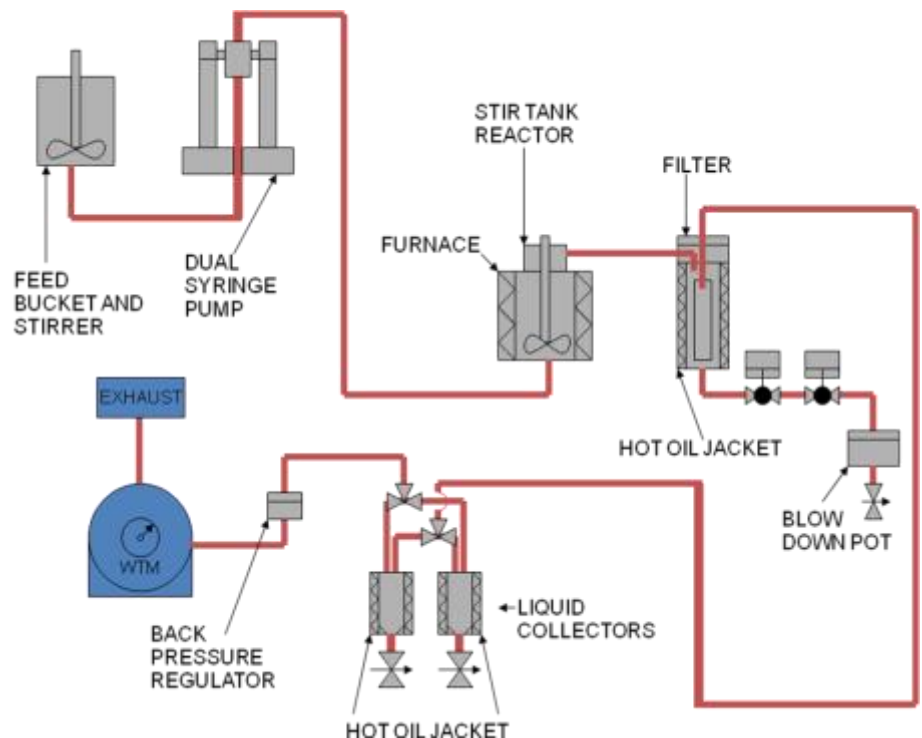 STIR TANK
REACTOR
FILTER
FURNACE
FEED
BUCKET AND
STIRRER
DUAL
SYRINGE
PUMP
EXHAUST
HOT OIL JACKET
BLOW
DOWN POT
WTM
LIQUID
COLLECTORS
BACK
PRESSURE
REGULATOR
HOT OIL JACKET